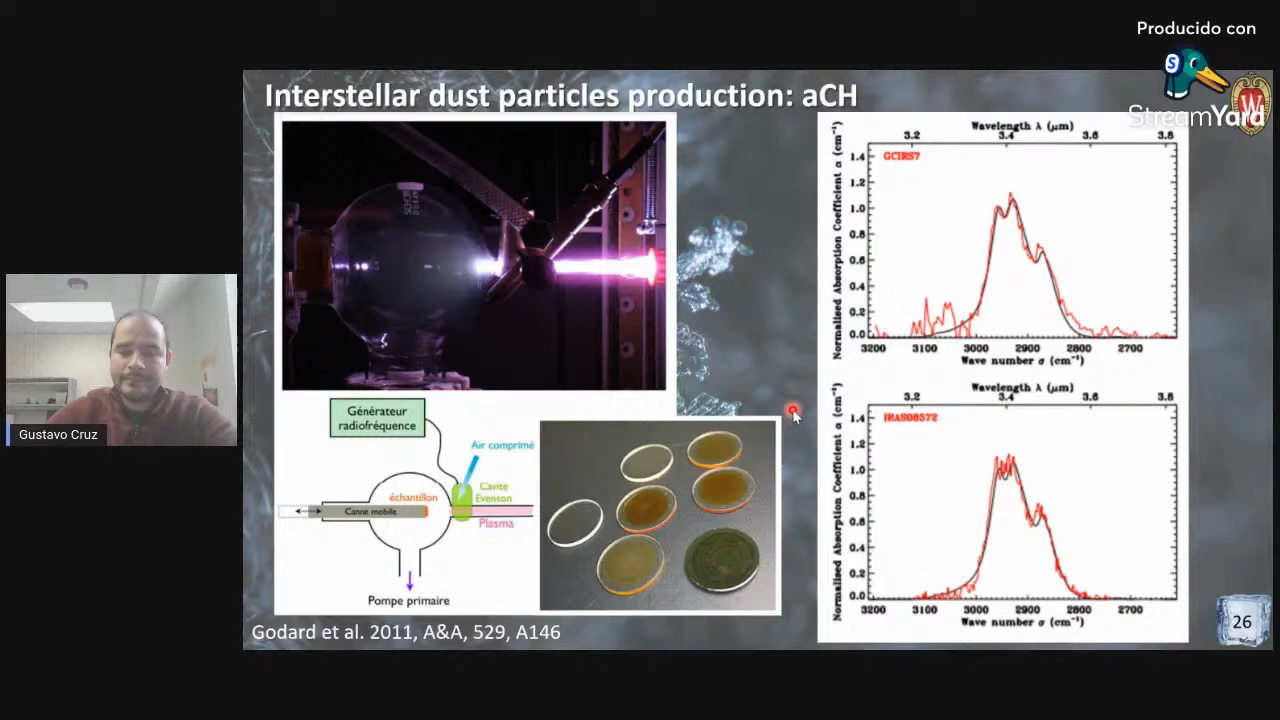 Producido con
StreamYard
S
W
Interstellar dust particles production: aCH
Générateur
radiofréquence
Air comprimé
Cavite
Evenson
échantillon
Canne mobile
Plasma
Pompe primaire
Godard et al. 2011, A&A, 529, A146
Wavelength λ (μm)
3.2 3.4 3.6 3.8
GCIRS7
Normalised Absorption Coefficient α (cm⁻¹)
1.4
1.2
1.0
0.8
0.6
0.4
0.2
0.0
3200 3100 3000 2900 2800 2700
Wave number σ (cm⁻¹)
Wavelength λ (μm)
3.2 3.4 3.6 3.8
IRAS08572
Normalised Absorption Coefficient α (cm⁻¹)
1.4
1.2
1.0
0.8
0.6
0.4
0.2
0.0
3200 3100 3000 2900 2800 2700
Wave number σ (cm⁻¹)
26
Gustavo Cruz